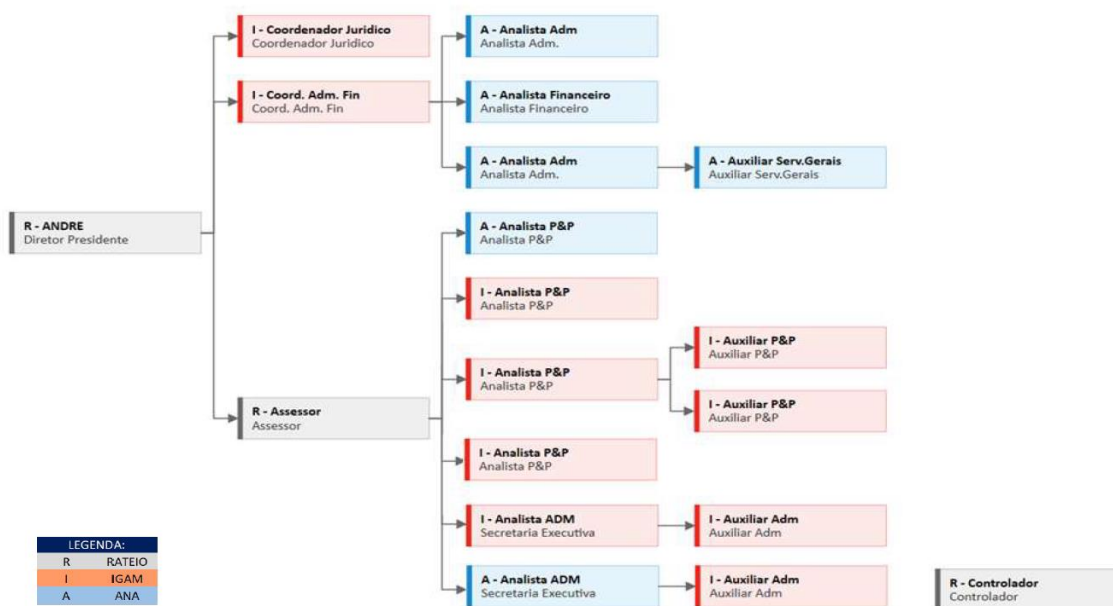 I - Coordenador Juridico
Coordenador Juridico
A - Analista Adm
Analista Adm.
I - Coord. Adm. Fin
Coord. Adm. Fin
A - Analista Financeiro
Analista Financeiro
A - Analista Adm
Analista Adm.
A - Auxiliar Serv.Gerais
Auxiliar Serv.Gerais
R - ANDRE
Diretor Presidente
A - Analista P&P
Analista P&P
I - Analista P&P
Analista P&P
I - Analista P&P
Analista P&P
I - Auxiliar P&P
Auxiliar P&P
I - Auxiliar P&P
Auxiliar P&P
R - Assessor
Assessor
I - Analista P&P
Analista P&P
I - Analista ADM
Secretaria Executiva
I - Auxiliar Adm
Auxiliar Adm
A - Analista ADM
Secretaria Executiva
I - Auxiliar Adm
Auxiliar Adm
R - Controlador
Controlador
LEGENDA:
R RATEIO
I IGAM
A ANA